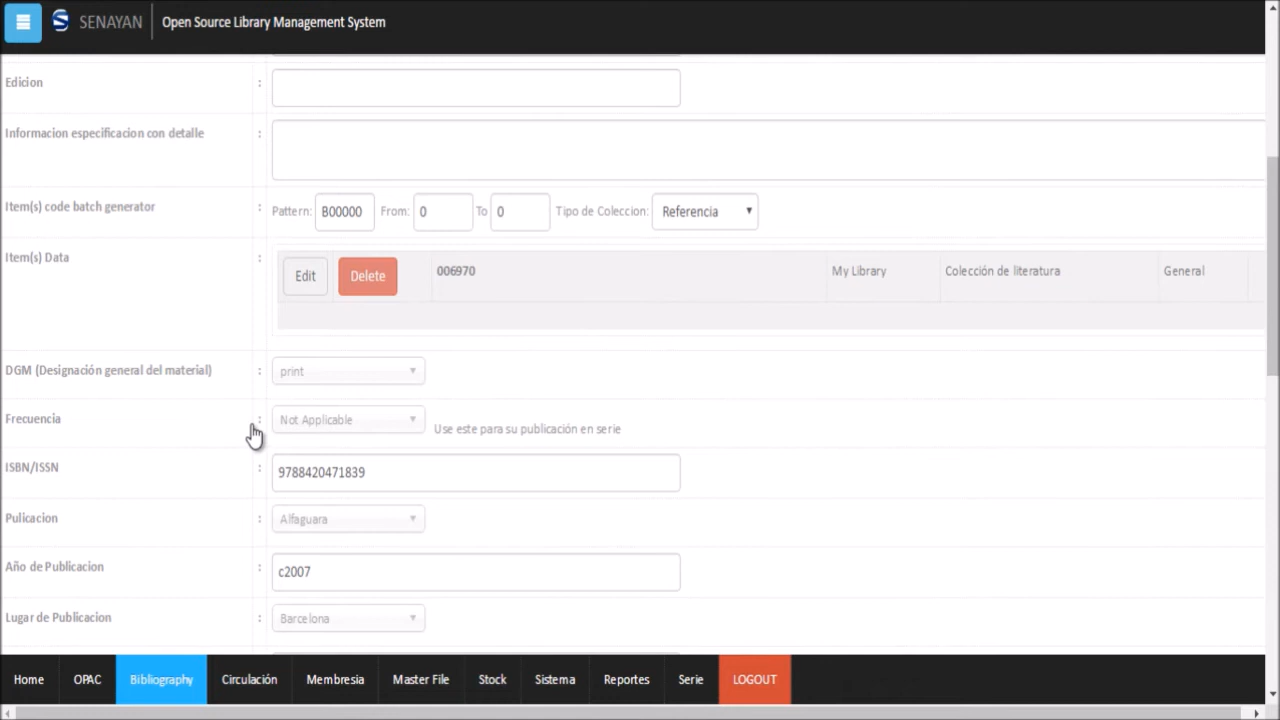 SENAYAN Open Source Library Management System
Edicion :
Informacion especificacion con detalle :
Item(s) code batch generator : Pattern: B00000 From: 0 To 0 Tipo de Coleccion: Referencia
Item(s) Data : Edit Delete 006970 My Library Colección de literatura General
DGM (Designación general del material) : print
Frecuencia : Not Applicable Use este para su publicación en serie
ISBN/ISSN : 9788420471839
Pulicacion : Alfaguara
Año de Publicacion : c2007
Lugar de Publicacion : Barcelona
Home OPAC Bibliography Circulación Membresia Master File Stock Sistema Reportes Serie LOGOUT